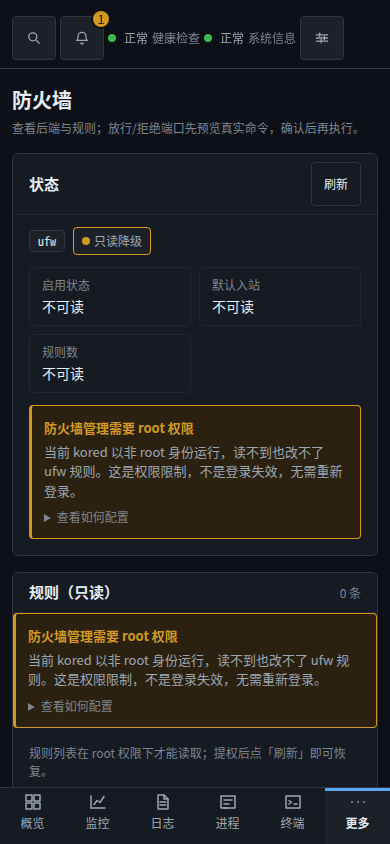 1
正常 健康检查 正常 系统信息
防火墙
查看后端与规则；放行/拒绝端口先预览真实命令，确认后再执行。
状态
刷新
ufw
只读降级
启用状态
不可读
默认入站
不可读
规则数
不可读
防火墙管理需要 root 权限
当前 kored 以非 root 身份运行，读不到也改不了
ufw 规则。这是权限限制，不是登录失效，无需重新
登录。
查看如何配置
规则（只读）
0 条
防火墙管理需要 root 权限
当前 kored 以非 root 身份运行，读不到也改不了 ufw 规
则。这是权限限制，不是登录失效，无需重新登录。
查看如何配置
规则列表在 root 权限下才能读取；提权后点「刷新」即可恢
复。
概览
监控
日志
进程
终端
更多